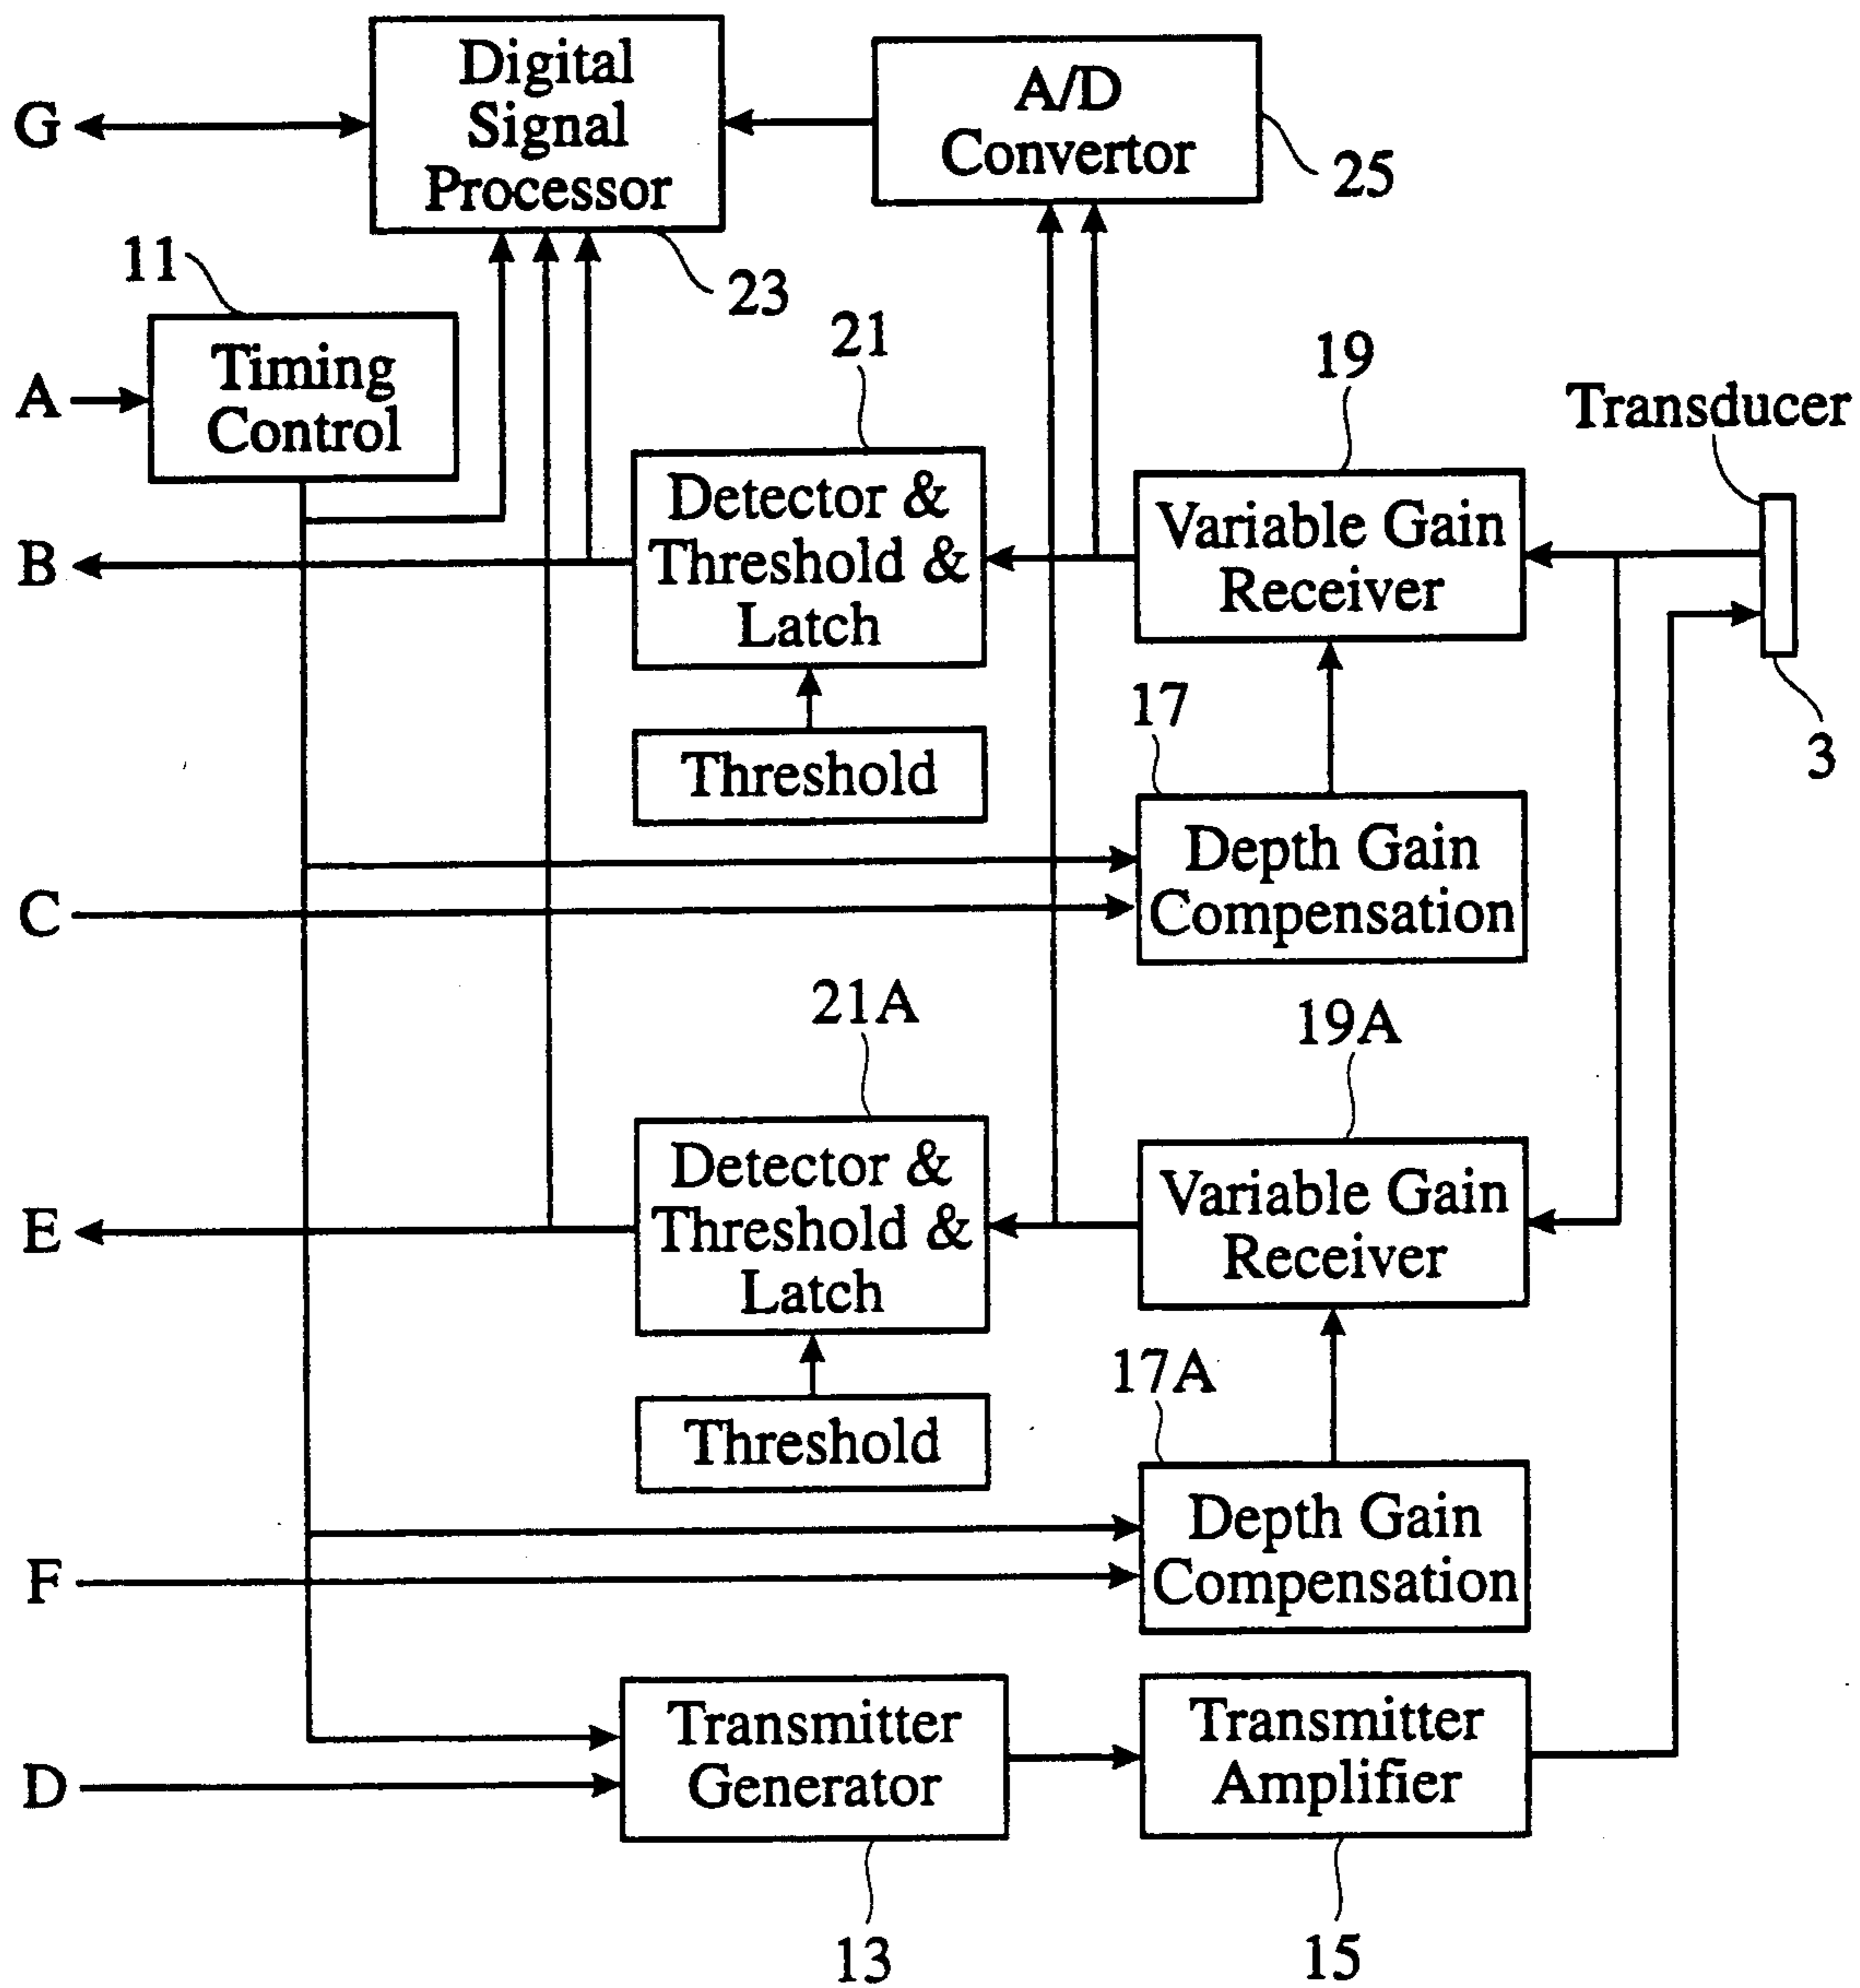 Digital
Signal
Processor
A/D
Convertor
G
25
11
23
Timing
Control
A
21
19
Transducer
Detector &
Threshold &
Latch
Variable Gain
Receiver
B
17
3
Threshold
Depth Gain
Compensation
C
21A
19A
Detector &
Threshold &
Latch
Variable Gain
Receiver
E
17A
Threshold
Depth Gain
Compensation
F
Transmitter
Generator
Transmitter
Amplifier
D
13
15